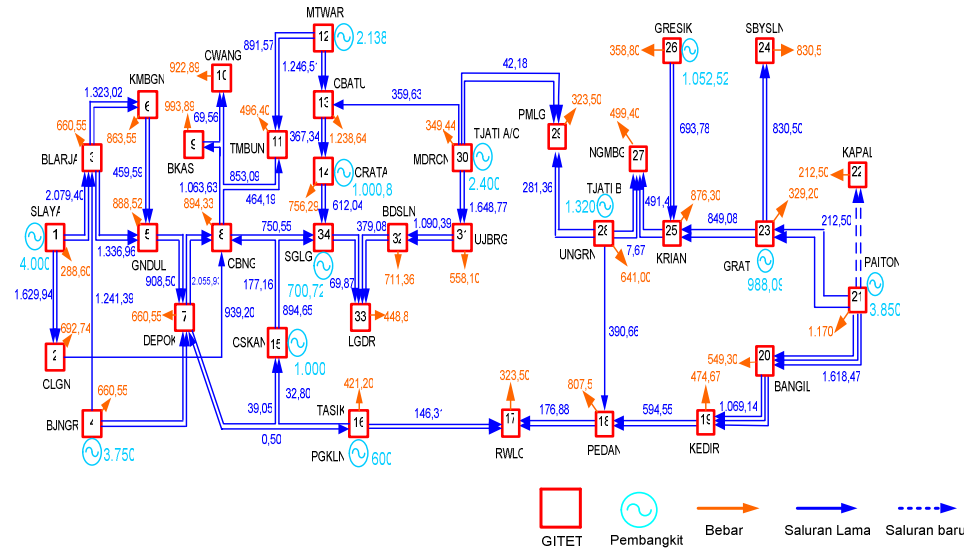 MTWAR
12
2.138
891,57
1.246,51
CWANG
922,89
10
GRESIK
358,80
26
1.052,52
SBYSLN
24
830,5
1.323,02
KMBGN
6
863,56
993,89
69,56
9
BKAS
496,40
TMBUN
11
13
1.238,64
367,34
359,63
42,18
PMLG
323,50
29
499,40
NGMBG
27
693,78
830,50
660,55
BLARJA
3
459,59
853,09
1.063,63
464,19
14
CRATA
1.000,8
756,29
349,44
TJATI A/C
MDRCN
30
2.400
281,36
TJATI B
1.320
491,4
KAPAL
22
212,50
2.079,40
SLAYA
1
4.000
288,60
888,52
5
GNDUL
1.336,96
894,33
8
CBNG
750,55
612,04
34
SGLG
700,72
379,08
BDSLN
32
711,36
1.090,39
1.648,77
31
UJBRG
558,10
28
UNGRN
641,00
7,67
876,30
25
KRIAN
849,08
329,20
23
GRAT
988,09
212,50
PAITON
21
3.850
1.170
1.629,94
1.241,39
908,50
939,20
177,16
894,65
69,87
33
448,8
LGDR
390,66
1.618,47
692,74
2
CLGN
660,55
7
DEPOK
CSKAN
15
1.000
549,30
20
BANGIL
660,55
BJNGR
4
3.750
39,05
32,80
0,50
421,20
TASIK
16
PGKLN
600
146,31
323,50
17
RWLO
176,88
807,5
18
PEDAN
594,55
474,67
19
KEDIR
1.069,14
GITET
Pembangkit
Saluran Lama
Saluran baru